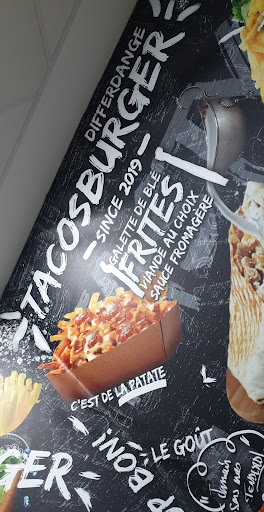 DIFFERDANGE
TACOSBURGER
- SINCE 2019 -
GALETTE DE BLÉ
FRITES
VIANDE AU CHOIX
SAUCE FROMAGÈRE
C'EST DE LA PATATE
BON!
LE GOÛT
GER